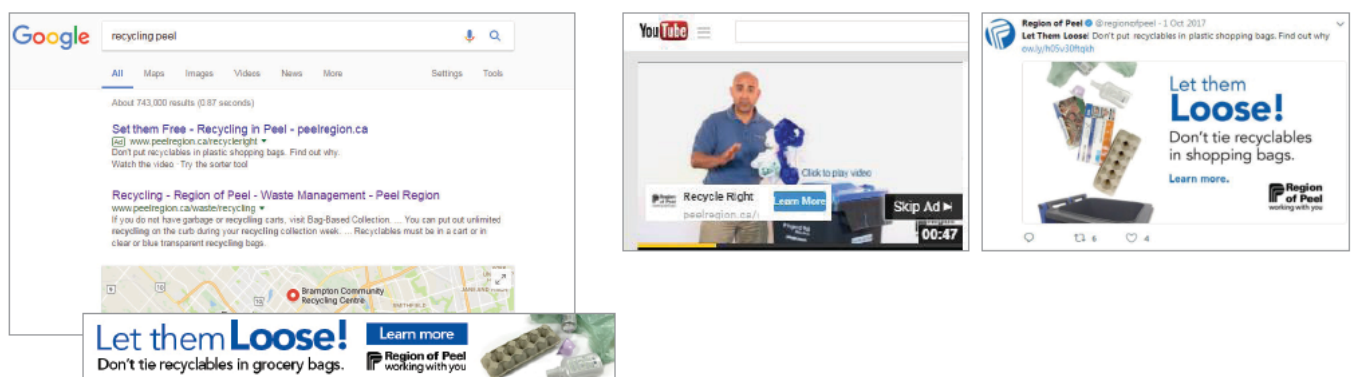 Google
recycling peel
All Maps Images Videos News More Settings Tools
About 743,000 results (0.87 seconds)
Set them Free - Recycling in Peel - peelregion.ca
Ad www.peelregion.ca/recycleright
Don't put recyclables in plastic shopping bags. Find out why.
Watch the video · Try the sorter tool
Recycling - Region of Peel - Waste Management - Peel Region
www.peelregion.ca/waste/recycling
If you do not have garbage or recycling carts, visit Bag-Based Collection. ... You can put out unlimited
recycling on the curb during your recycling collection week. ... Recyclables must be in a cart or in
clear or blue transparent recycling bags.
Brampton Community
Recycling Centre
Let them Loose!
Don't tie recyclables in grocery bags.
Learn more
Region of Peel
working with you
YouTube
Click to play video
Recycle Right
peelregion.ca/
Learn More
Skip Ad
00:47
Region of Peel @regionofpeel - 1 Oct 2017
Let Them Loose! Don't put recyclables in plastic shopping bags. Find out why
ow.ly/h05v30ftqkh
Let them
Loose!
Don't tie recyclables
in shopping bags.
Learn more.
Region
of Peel
working with you
6 4